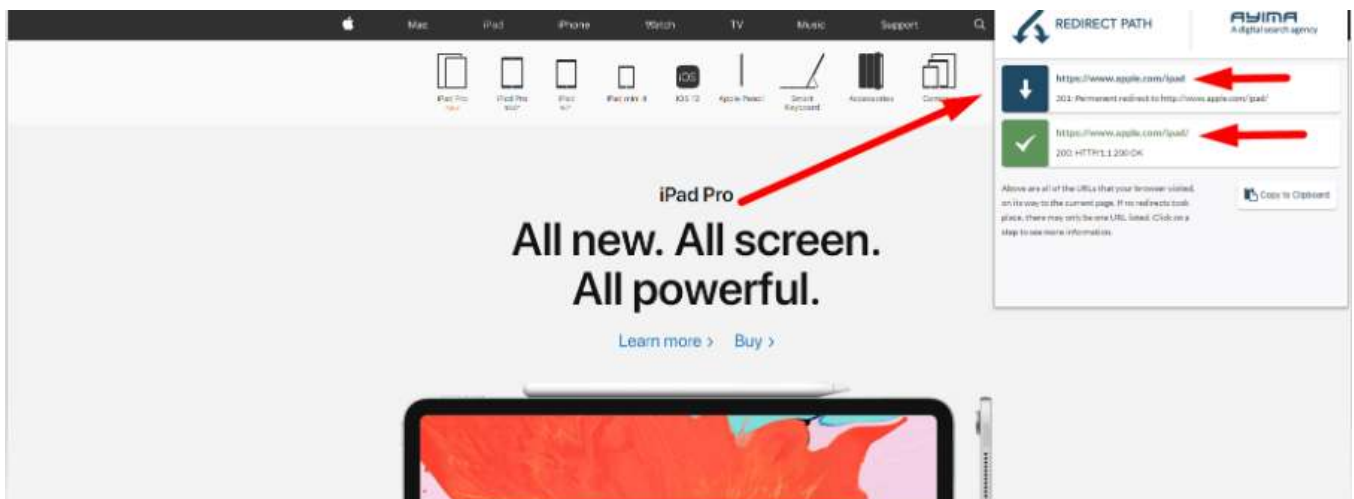 Mac iPad iPhone Watch TV Music Support
iPad Pro iPad Pro iPad iPad mini 4 iOS 12 Apple Pencil Smart Keyboard Accessories
iOS
iPad Pro
All new. All screen.
All powerful.
Learn more > Buy >
REDIRECT PATH
AYIMA
A digital search agency
https://www.apple.com/ipad
301: Permanent redirect to http://www.apple.com/ipad/
https://www.apple.com/ipad/
200: HTTP/1.1 200 OK
Above are all of the URLs that your browser visited,
on its way to the current page. If no redirects took
place, there may only be one URL listed. Click on a
step to see more information.
Copy to Clipboard